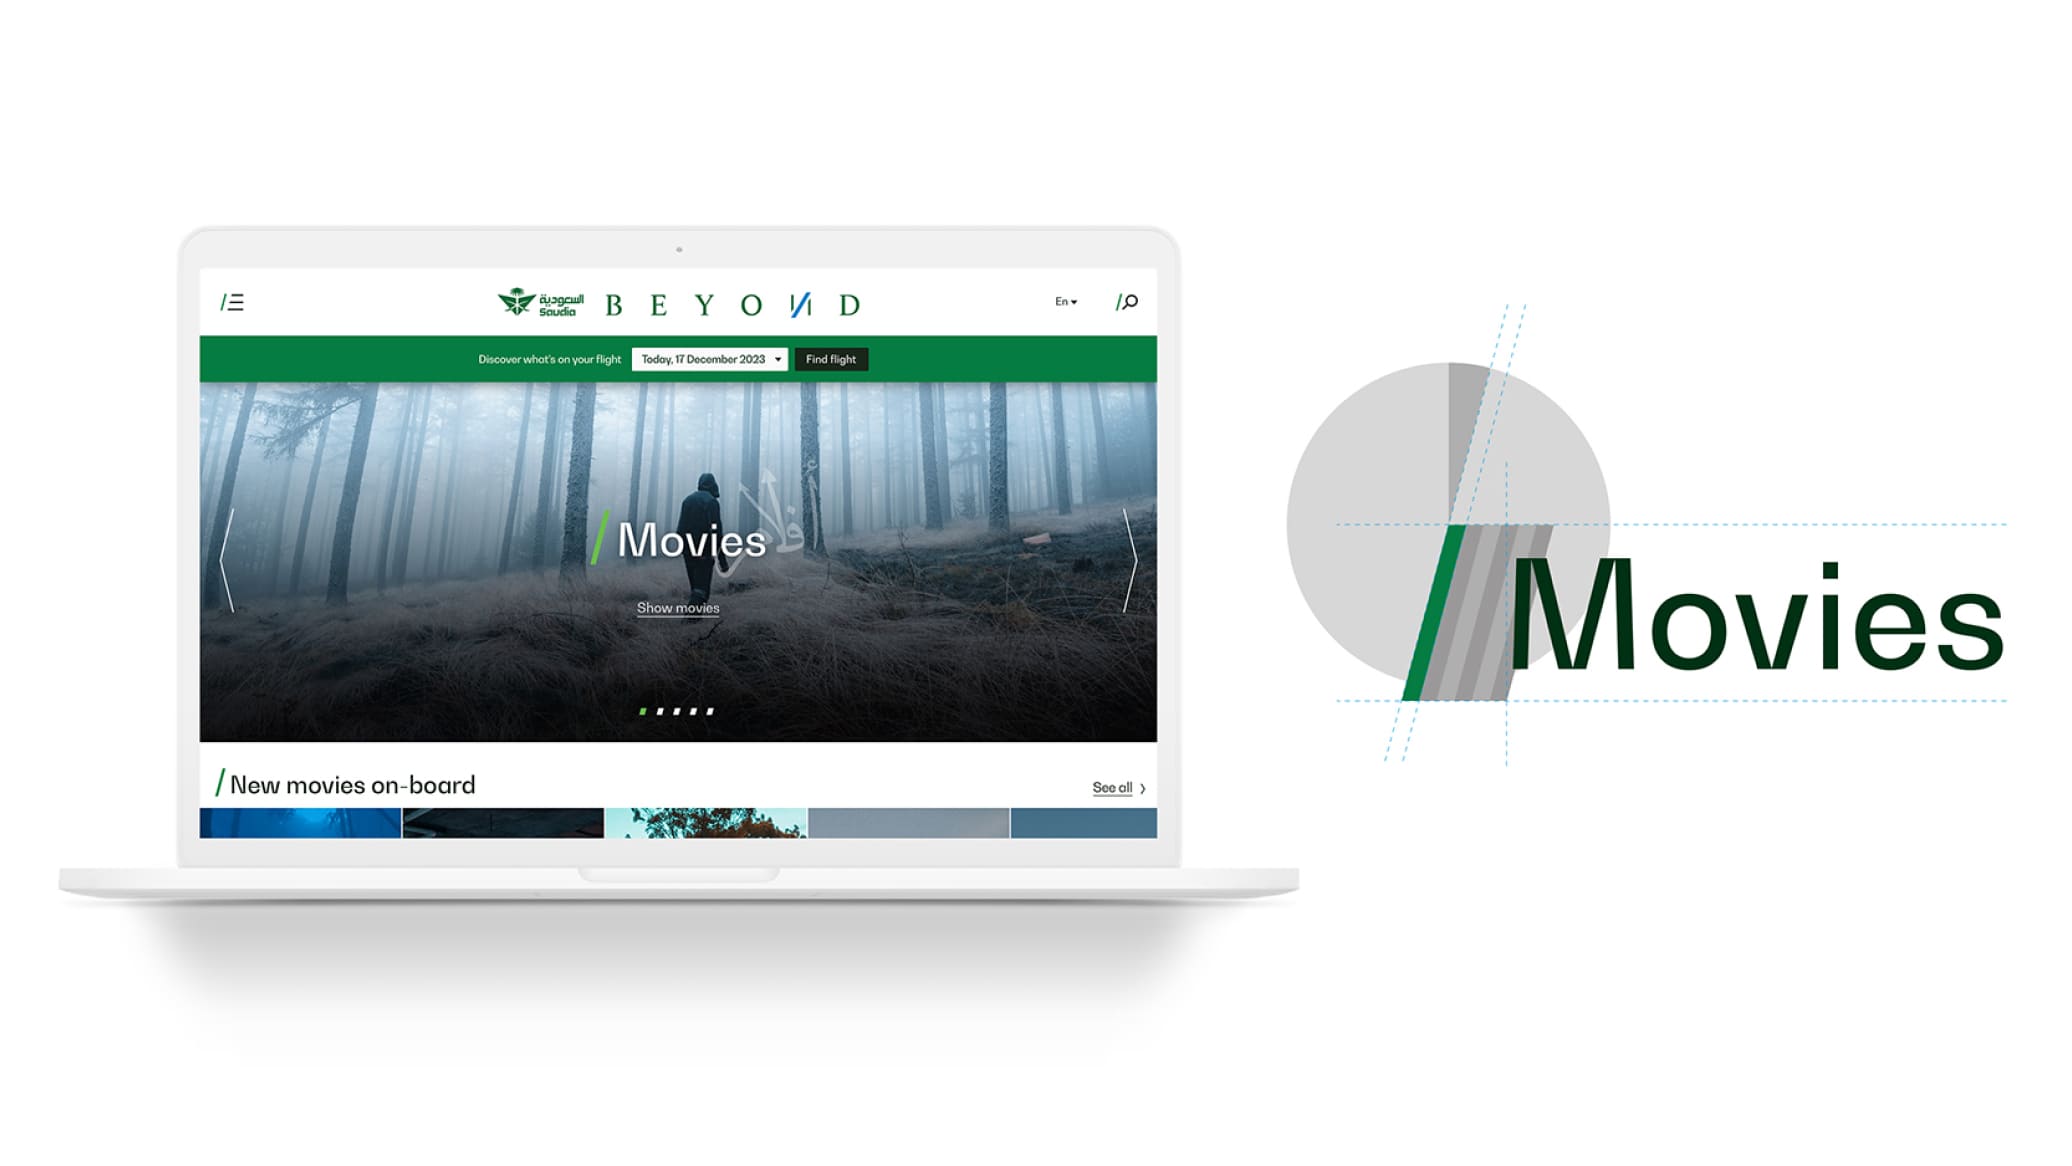 السعودية
Saudia
BEYOND
En
Discover what's on your flight
Today, 17 December 2023
Find flight
أفلام
/Movies
Show movies
/New movies on-board
See all
/Movies